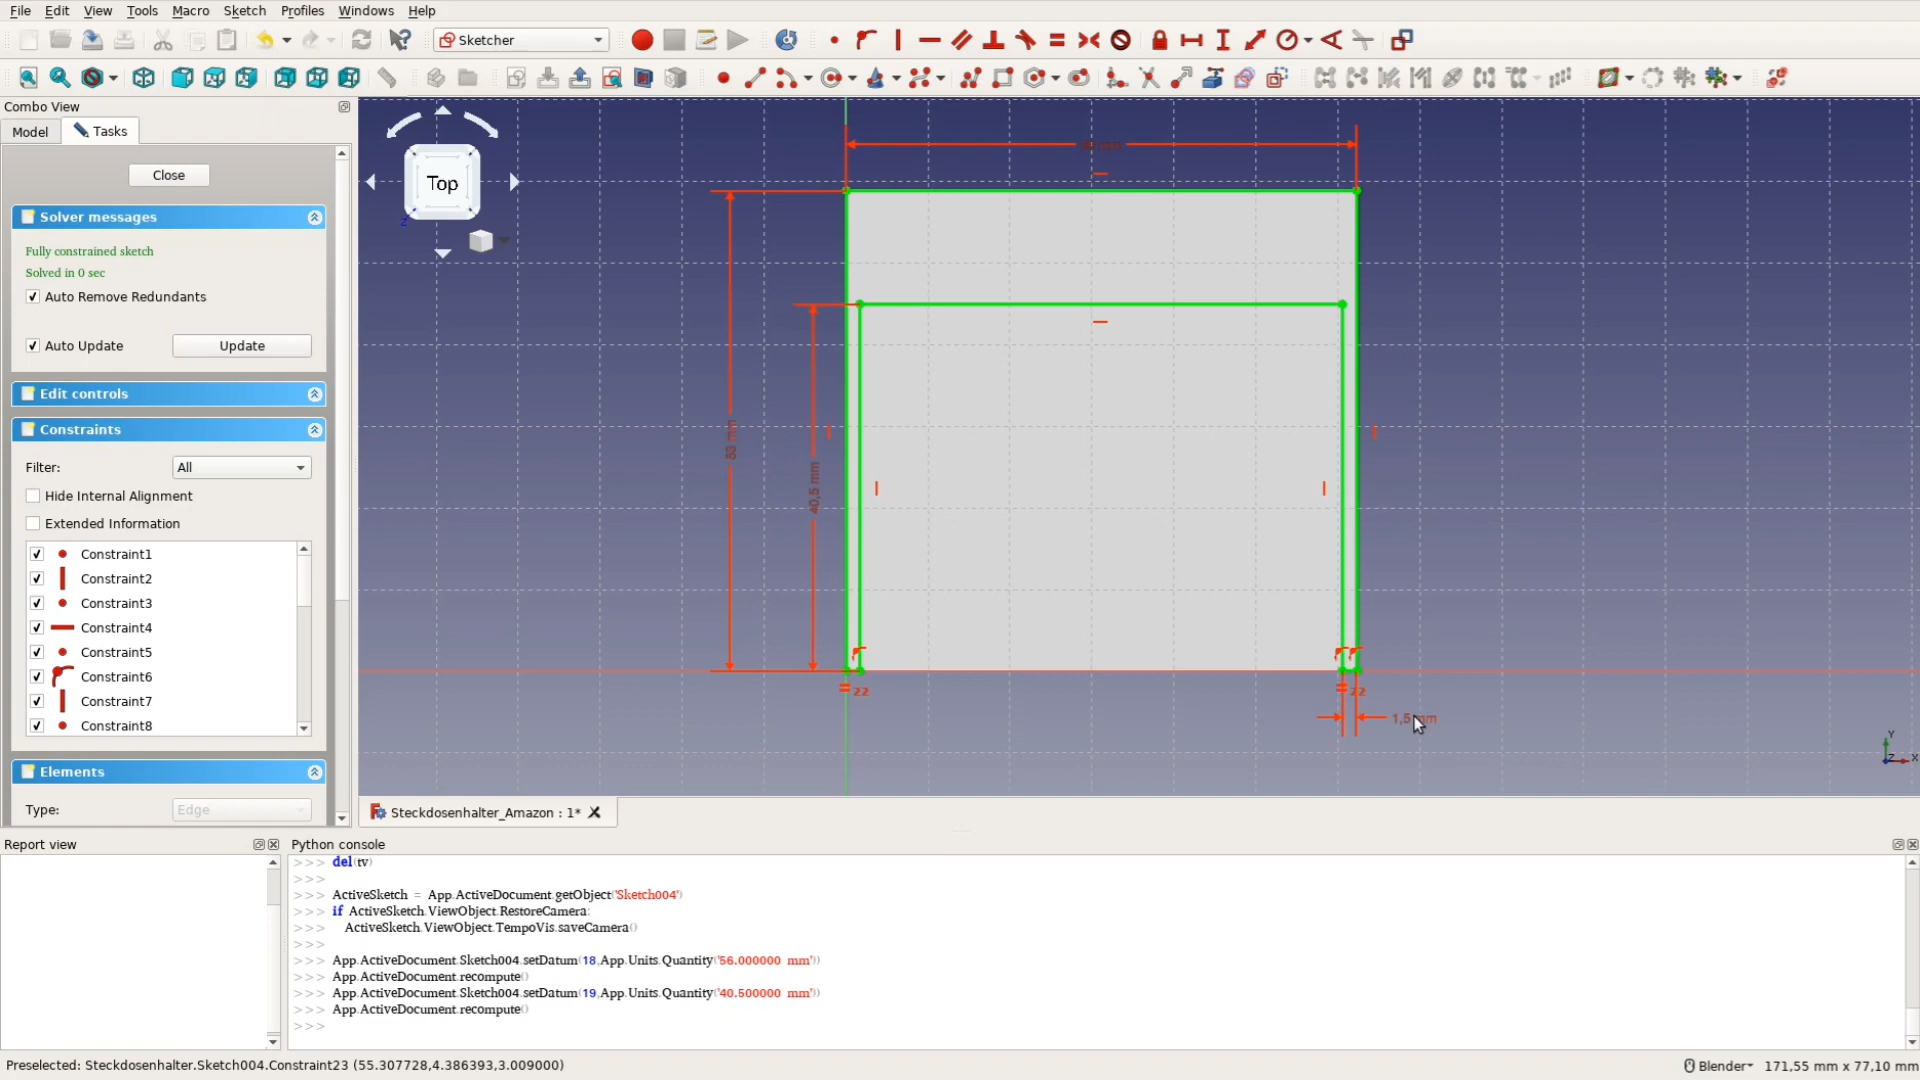 File Edit View Tools Macro Sketch Profiles Windows Help
Sketcher
Combo View
Model Tasks
Close
Solver messages
Fully constrained sketch
Solved in 0 sec
Auto Remove Redundants
Auto Update Update
Edit controls
Constraints
Filter: All
Hide Internal Alignment
Extended Information
Constraint1
Constraint2
Constraint3
Constraint4
Constraint5
Constraint6
Constraint7
Constraint8
Elements
Type: Edge
Top
Z
40,5 mm
22
22
1,5 mm
Y
Z X
Steckdosenhalter_Amazon : 1*
Report view
Python console
>>> del(tv)
>>>
>>> ActiveSketch = App.ActiveDocument.getObject('Sketch004')
>>> if ActiveSketch.ViewObject.RestoreCamera:
>>> ActiveSketch.ViewObject.TempoVis.saveCamera()
>>>
>>> App.ActiveDocument.Sketch004.setDatum(18,App.Units.Quantity('56.000000 mm'))
>>> App.ActiveDocument.recompute()
>>> App.ActiveDocument.Sketch004.setDatum(19,App.Units.Quantity('40.500000 mm'))
>>> App.ActiveDocument.recompute()
>>>
Preselected: Steckdosenhalter.Sketch004.Constraint23 (55.307728,4.386393,3.009000)
Blender 171,55 mm x 77,10 mm